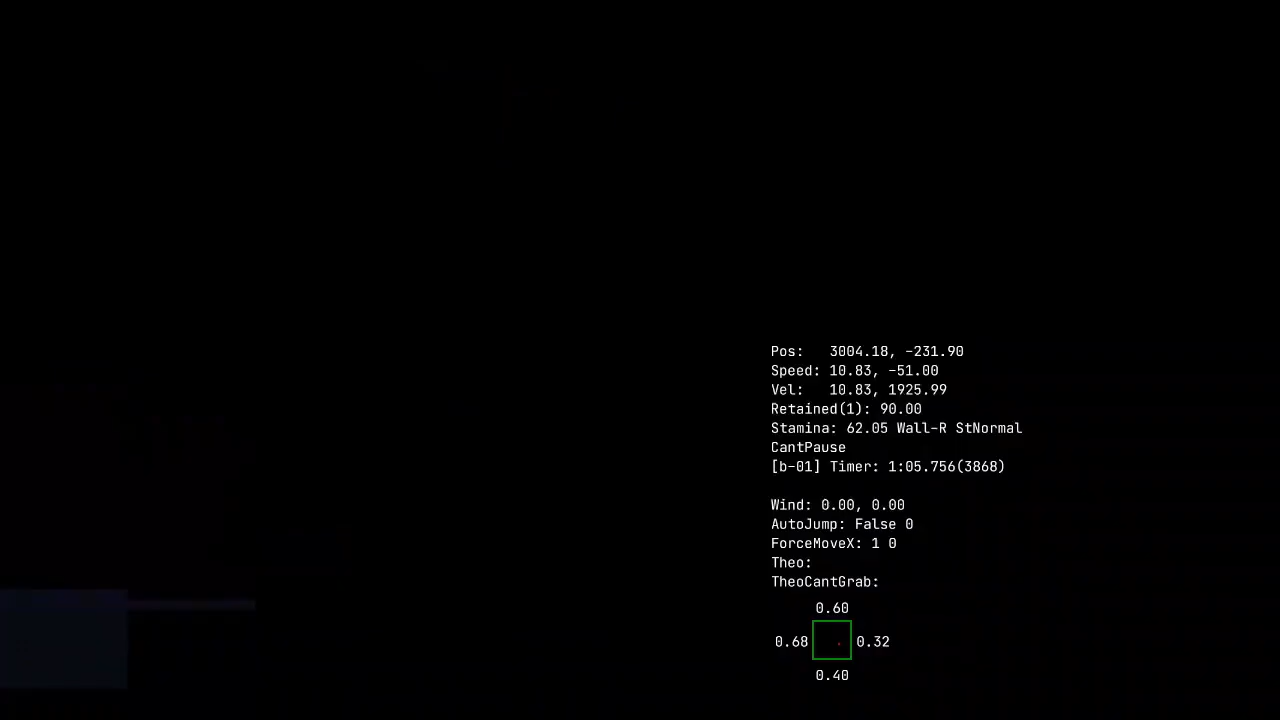 Pos:   3004.18, -231.90
Speed: 10.83, -51.00
Vel:   10.83, 1925.99
Retained(1): 90.00
Stamina: 62.05 Wall-R StNormal
CantPause
[b-01] Timer: 1:05.756(3868)
Wind: 0.00, 0.00
AutoJump: False 0
ForceMoveX: 1 0
Theo:
TheoCantGrab:
0.60
0.68 0.32
0.40